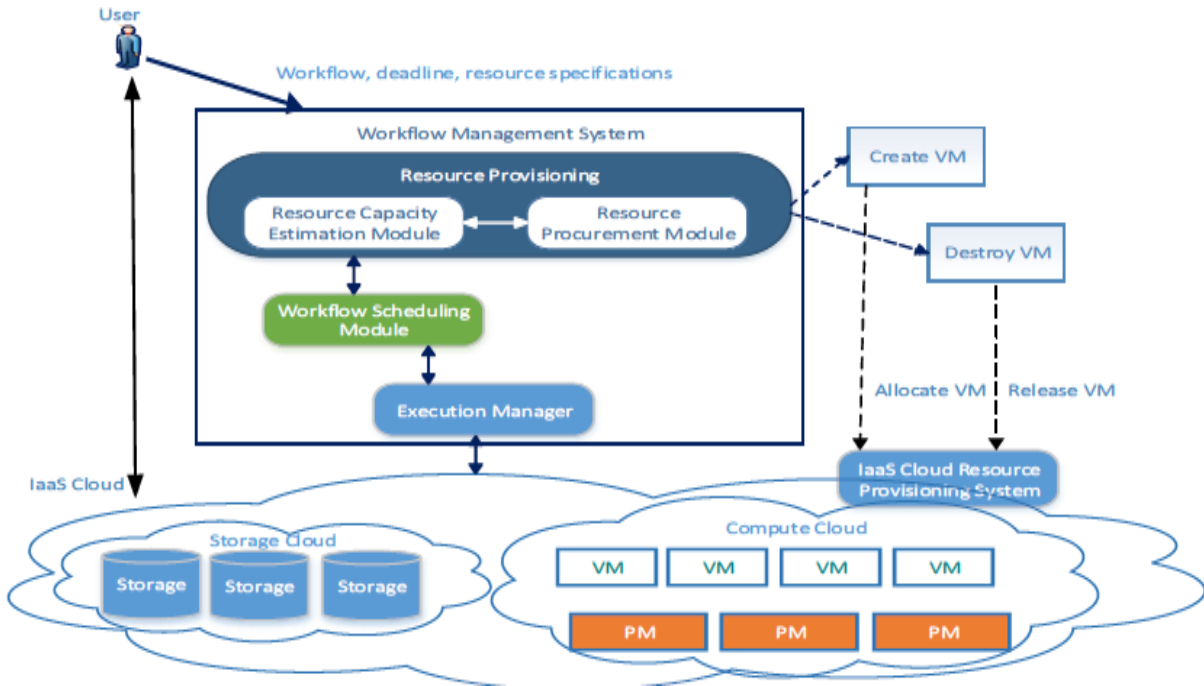 User
Workflow, deadline, resource specifications
Workflow Management System
Resource Provisioning
Resource Capacity
Estimation Module
Resource
Procurement Module
Create VM
Destroy VM
Workflow Scheduling
Module
Execution Manager
Allocate VM
Release VM
IaaS Cloud
IaaS Cloud Resource
Provisioning System
Storage Cloud
Storage
Storage
Storage
Compute Cloud
VM
VM
VM
VM
PM
PM
PM